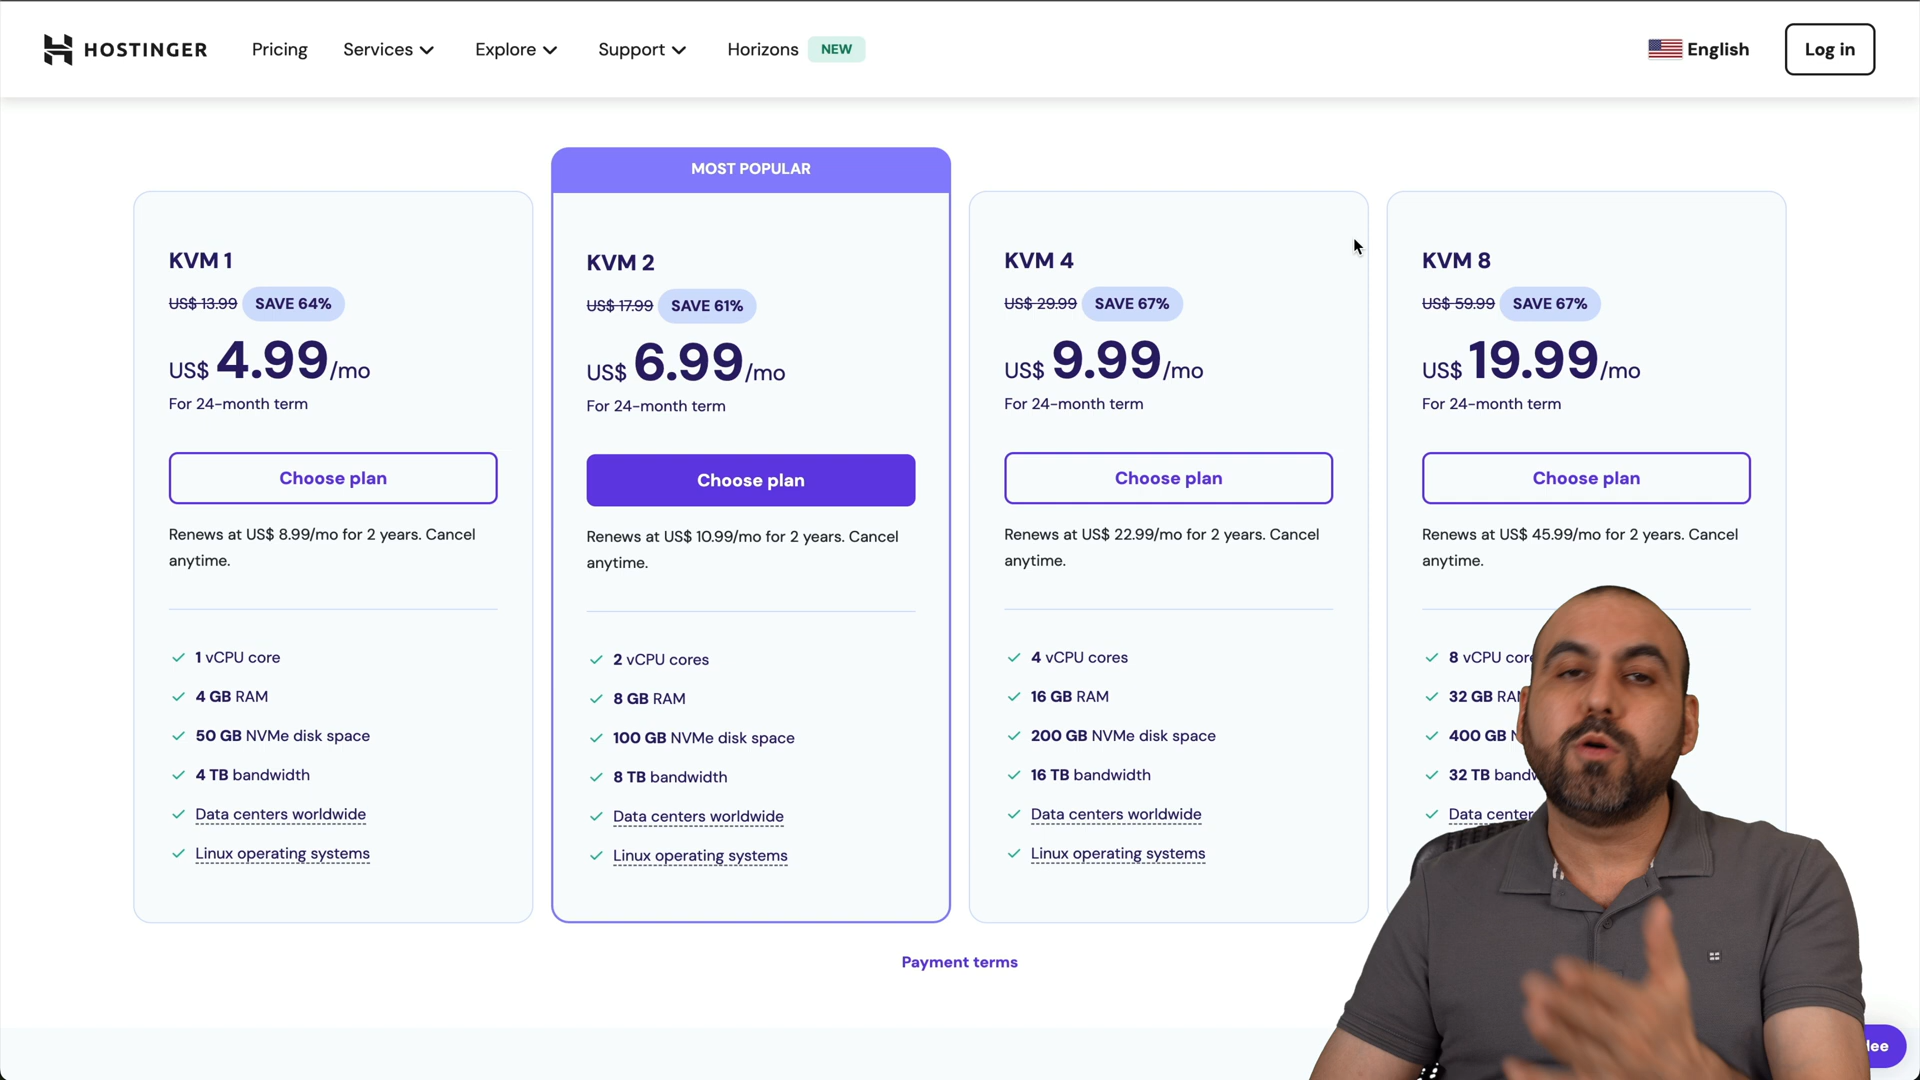 HOSTINGER
Pricing
Services
Explore
Support
Horizons NEW
English
Log in
MOST POPULAR
KVM 1
US$ 13.99 SAVE 64%
US$ 4.99/mo
For 24-month term
Choose plan
Renews at US$ 8.99/mo for 2 years. Cancel
anytime.
1 vCPU core
4 GB RAM
50 GB NVMe disk space
4 TB bandwidth
Data centers worldwide
Linux operating systems
KVM 2
US$ 17.99 SAVE 61%
US$ 6.99/mo
For 24-month term
Choose plan
Renews at US$ 10.99/mo for 2 years. Cancel
anytime.
2 vCPU cores
8 GB RAM
100 GB NVMe disk space
8 TB bandwidth
Data centers worldwide
Linux operating systems
KVM 4
US$ 29.99 SAVE 67%
US$ 9.99/mo
For 24-month term
Choose plan
Renews at US$ 22.99/mo for 2 years. Cancel
anytime.
4 vCPU cores
16 GB RAM
200 GB NVMe disk space
16 TB bandwidth
Data centers worldwide
Linux operating systems
KVM 8
US$ 59.99 SAVE 67%
US$ 19.99/mo
For 24-month term
Choose plan
Renews at US$ 45.99/mo for 2 years. Cancel
anytime.
8 vCPU
32 GB
400 GB
32 TB
Data
Payment terms